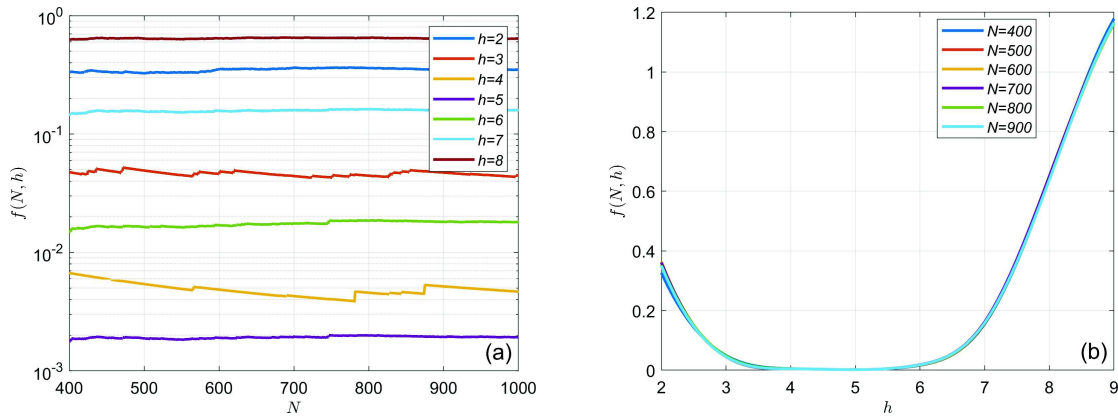 10^0
10^-1
10^-2
10^-3
f(N, h)
400 500 600 700 800 900 1000
N
h=2
h=3
h=4
h=5
h=6
h=7
h=8
(a)
1.2
1
0.8
0.6
0.4
0.2
0
f(N, h)
2 3 4 5 6 7 8 9
h
N=400
N=500
N=600
N=700
N=800
N=900
(b)